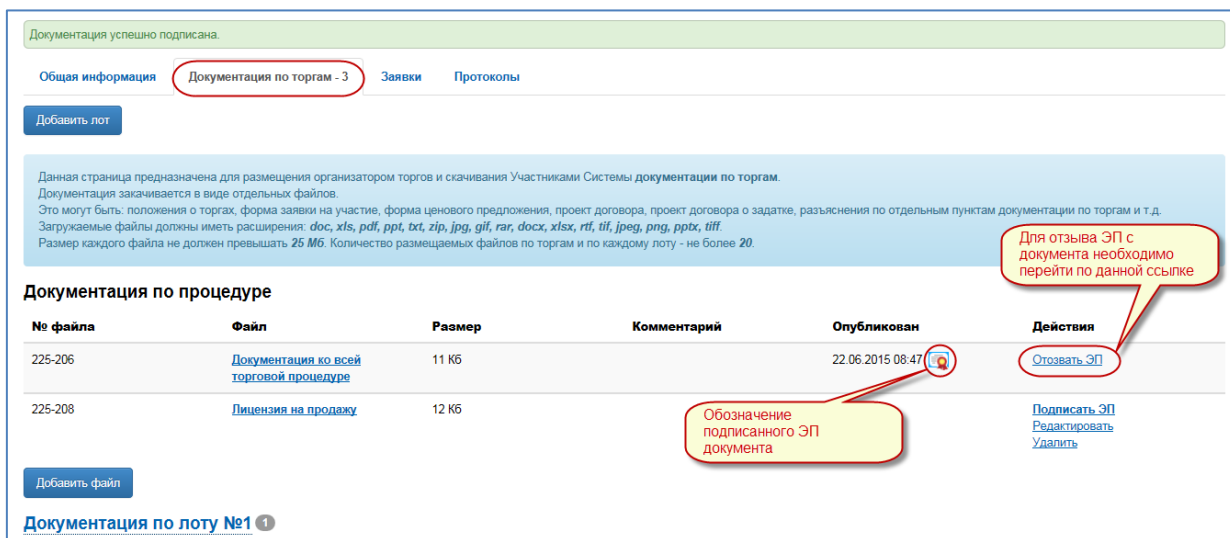 Документация успешно подписана.
Общая информация Документация по торгам - 3 Заявки Протоколы
Добавить лот
Данная страница предназначена для размещения организатором торгов и скачивания Участниками Системы документации по торгам.
Документация закачивается в виде отдельных файлов.
Это могут быть: положения о торгах, форма заявки на участие, форма ценового предложения, проект договора, проект договора о задатке, разъяснения по отдельным пунктам документации по торгам и т.д.
Загружаемые файлы должны иметь расширения: doc, xls, pdf, ppt, txt, zip, jpg, gif, rar, docx, xlsx, rtf, tif, jpeg, png, pptx, tiff.
Размер каждого файла не должен превышать 25 Мб. Количество размещаемых файлов по торгам и по каждому лоту - не более 20.
Для отзыва ЭП с
документа необходимо
перейти по данной ссылке
Документация по процедуре
№ файла Файл Размер Комментарий Опубликован Действия
225-206 Документация ко всей 11 Кб 22.06.2015 08:47 Отозвать ЭП
торговой процедуре
225-208 Лицензия на продажу 12 Кб Подписать ЭП
Редактировать
Удалить
Обозначение
подписанного ЭП
документа
Добавить файл
Документация по лоту №1 1